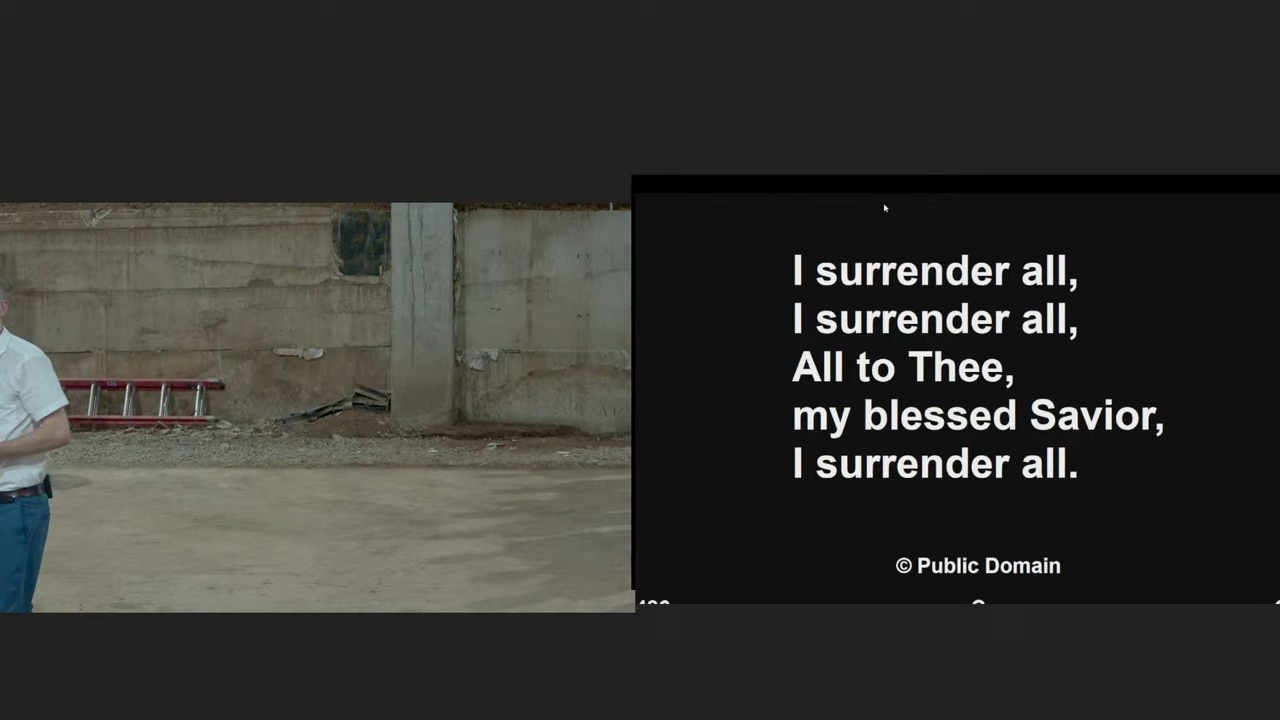 I surrender all,
I surrender all,
All to Thee,
my blessed Savior,
I surrender all.
© Public Domain